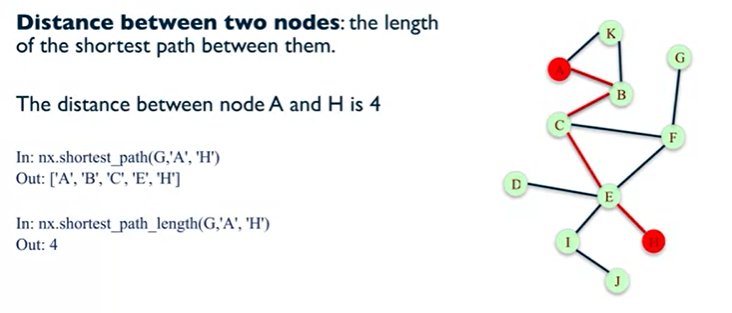 Distance between two nodes: the length
of the shortest path between them.
The distance between node A and H is 4
In: nx.shortest_path(G,'A', 'H')
Out: ['A', 'B', 'C', 'E', 'H']
In: nx.shortest_path_length(G,'A', 'H')
Out: 4
K
G
A
B
C
F
D
E
I
H
J